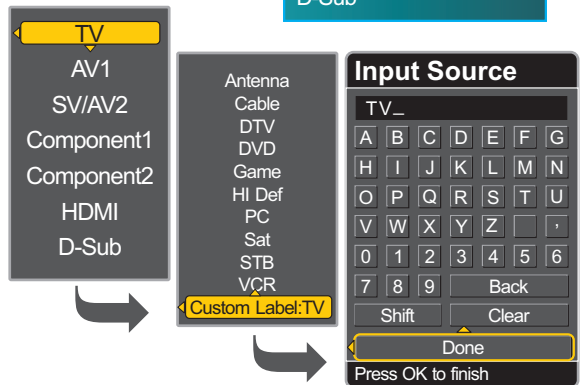 D-Sub
TV
AV1
SV/AV2
Component1
Component2
HDMI
D-Sub
Antenna
Cable
DTV
DVD
Game
HI Def
PC
Sat
STB
VCR
Custom Label:TV
Input Source
TV_
A B C D E F G
H I J K L M N
O P Q R S T U
V W X Y Z ,
0 1 2 3 4 5 6
7 8 9 Back
Shift Clear
Done
Press OK to finish